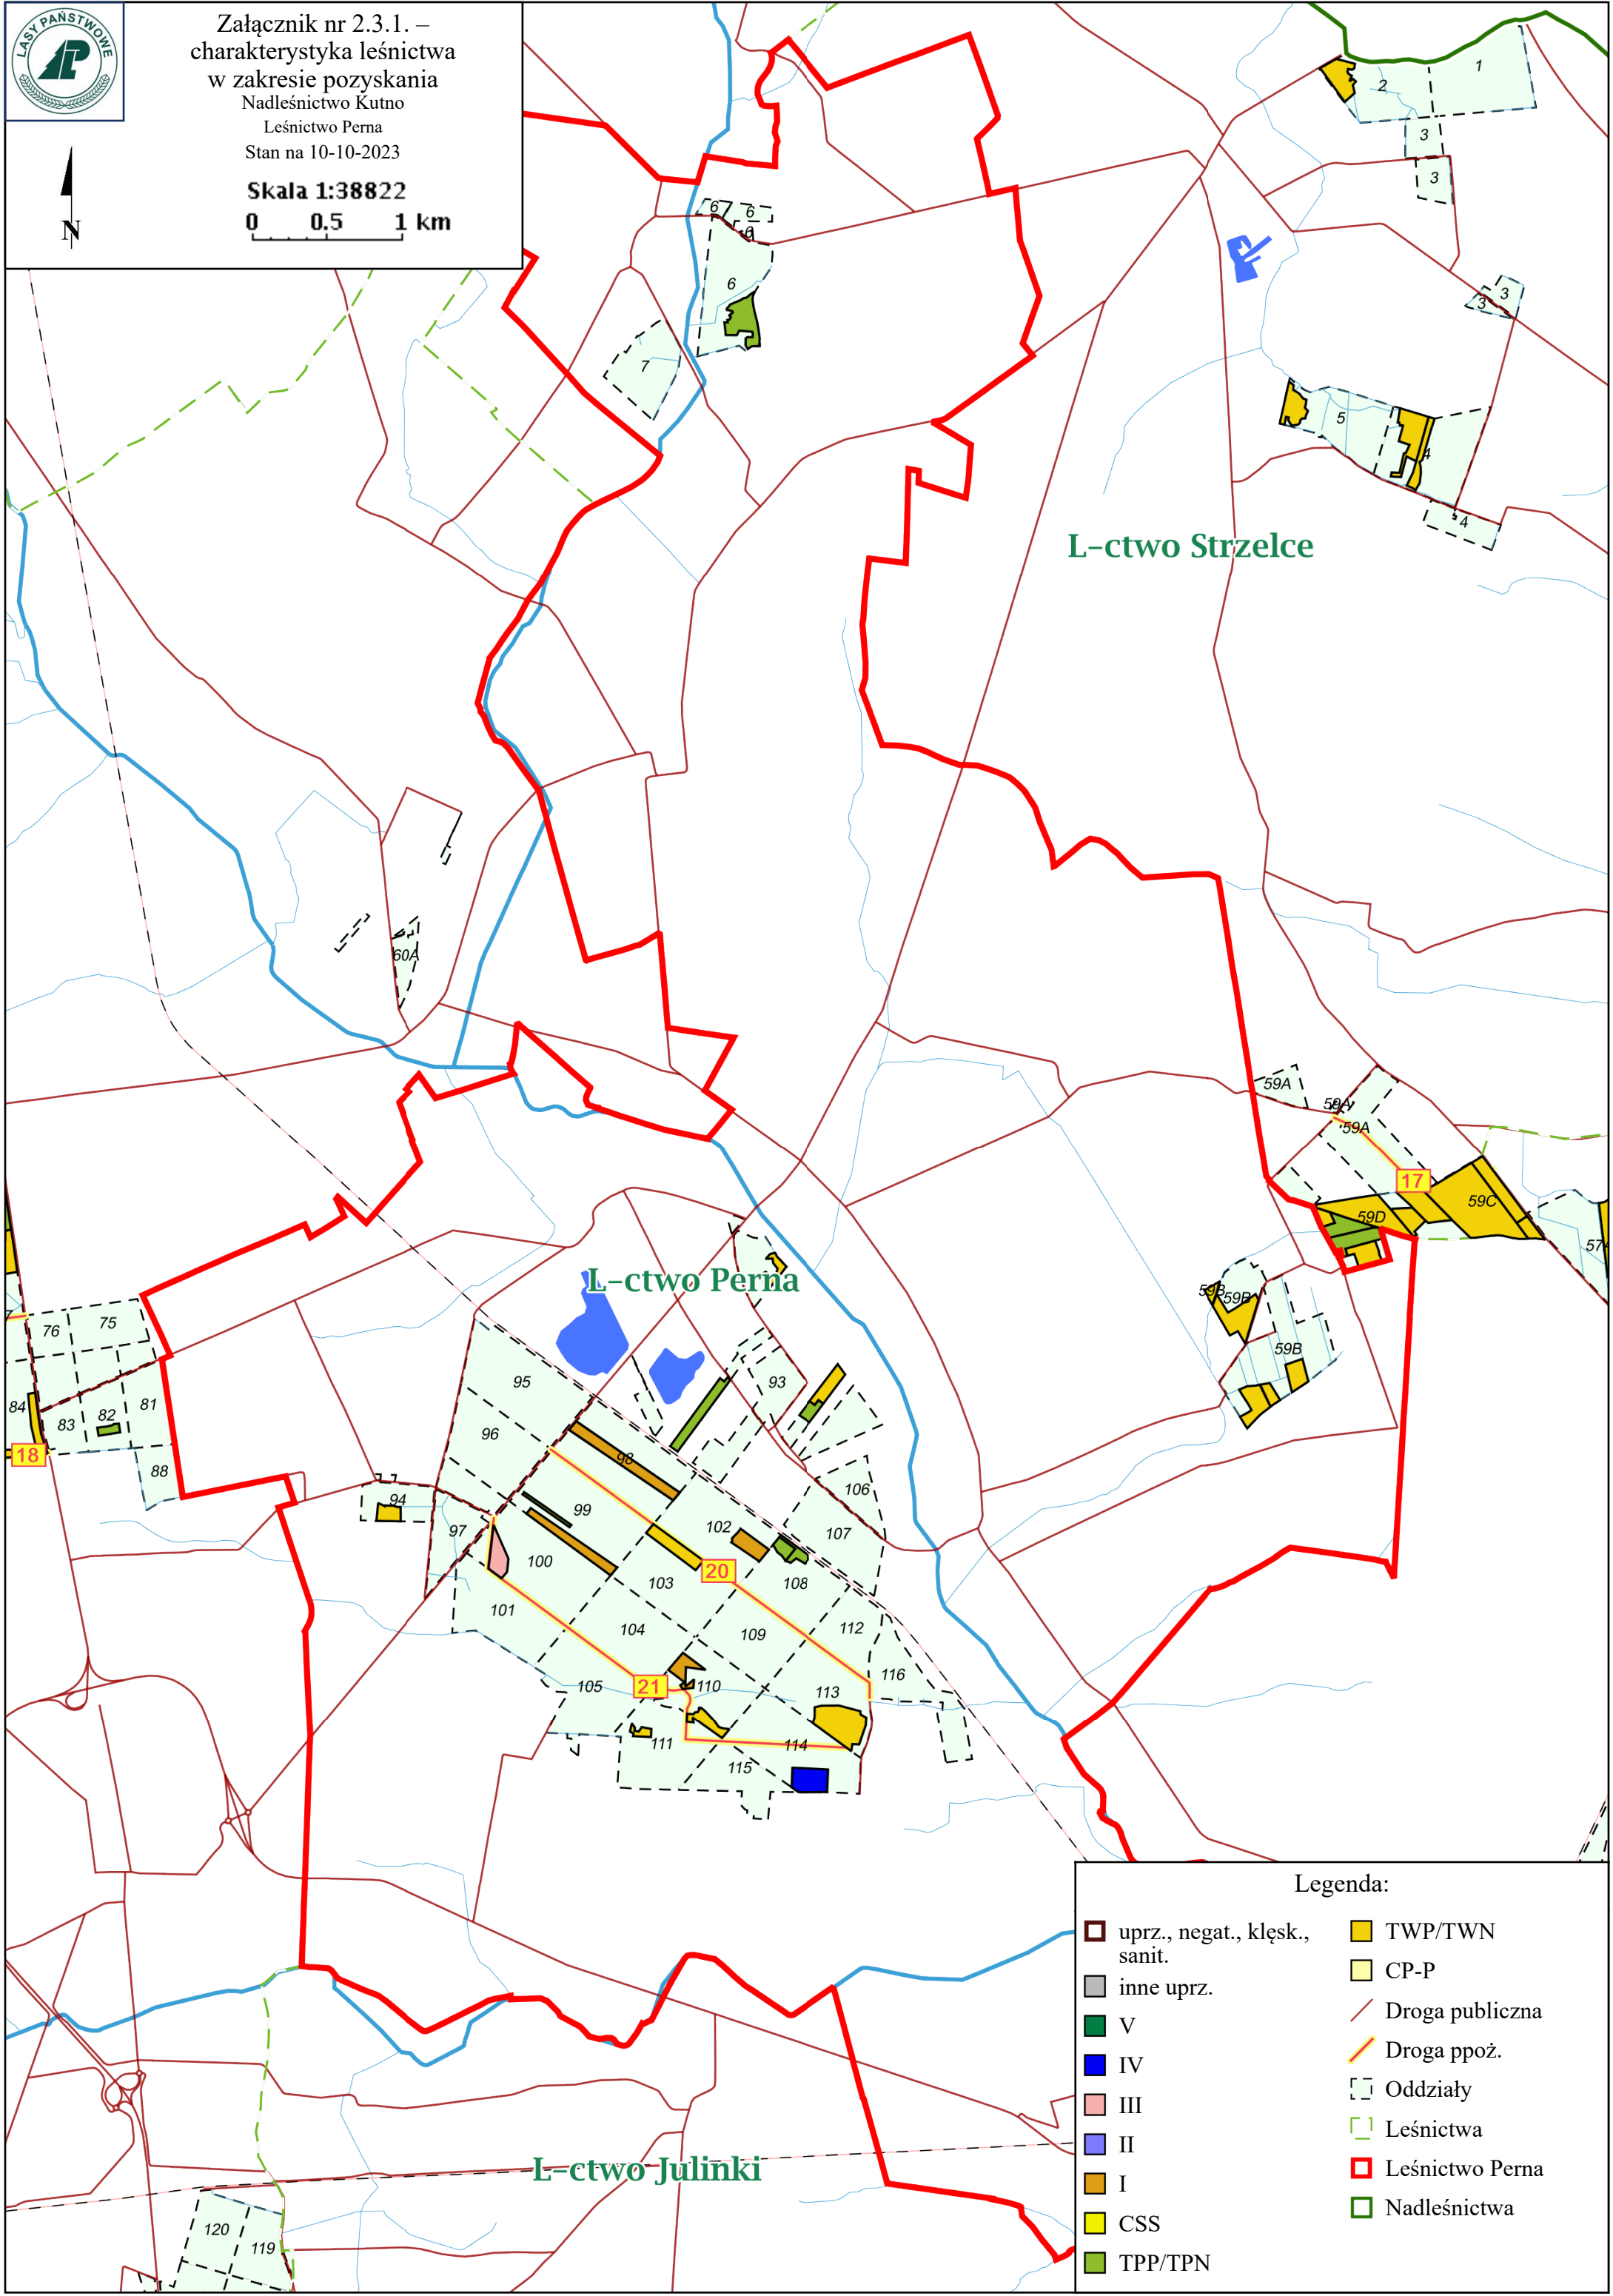 LASY PAŃSTWOWE
Załącznik nr 2.3.1. –
charakterystyka leśnictwa
w zakresie pozyskania
Nadleśnictwo Kutno
Leśnictwo Perna
Stan na 10-10-2023
Skala 1:38822
0 0.5 1 km
N
1
2
3
3
6
6
6
6
3
3
7
5
4
4
L–ctwo Strzelce
60A
59A
59A
59A
17
59C
59D
57A
L–ctwo Perna
59B
59B
59B
76
75
84
83
82
81
18
88
95
93
96
98
94
99
106
97
102
107
100
20
103
108
101
104
109
112
116
105
21
110
113
111
114
115
L–ctwo Julinki
120
119
Legenda:
uprz., negat., klęsk.,
sanit.
inne uprz.
V
IV
III
II
I
CSS
TPP/TPN
TWP/TWN
CP-P
Droga publiczna
Droga ppoż.
Oddziały
Leśnictwa
Leśnictwo Perna
Nadleśnictwa